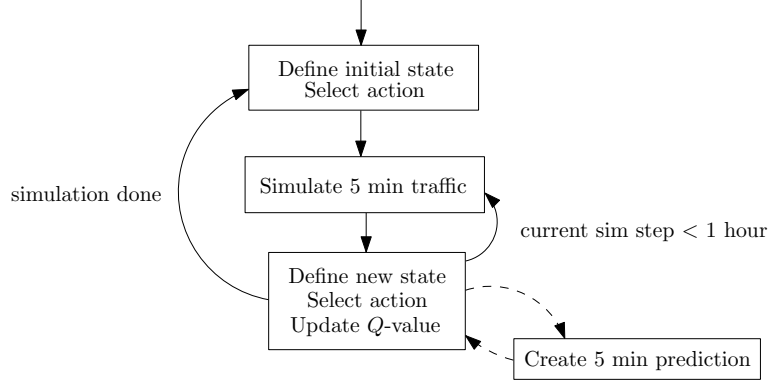 Define initial state
Select action
Simulate 5 min traffic
simulation done
current sim step < 1 hour
Define new state
Select action
Update Q-value
Create 5 min prediction